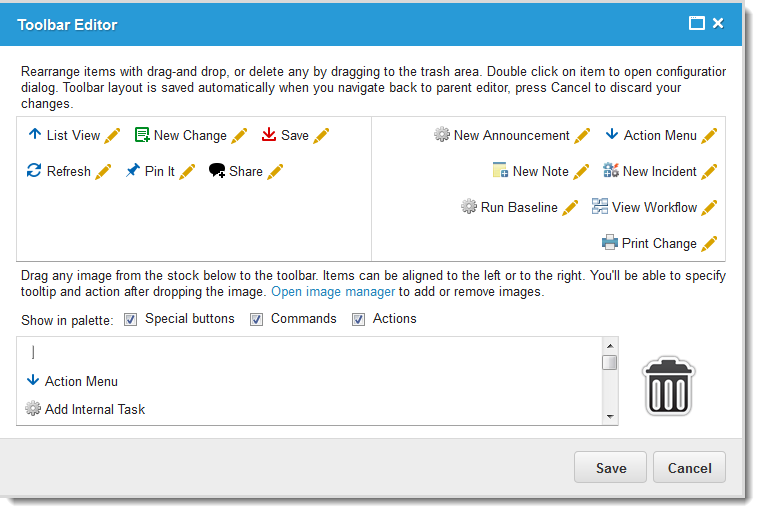 Toolbar Editor
Rearrange items with drag-and drop, or delete any by dragging to the trash area. Double click on item to open configuration
dialog. Toolbar layout is saved automatically when you navigate back to parent editor, press Cancel to discard your
changes.
List View New Change Save New Announcement Action Menu
Refresh Pin It Share New Note New Incident
Run Baseline View Workflow
Print Change
Drag any image from the stock below to the toolbar. Items can be aligned to the left or to the right. You'll be able to specify
tooltip and action after dropping the image. Open image manager to add or remove images.
Show in palette: Special buttons Commands Actions
Action Menu
Add Internal Task
Save Cancel